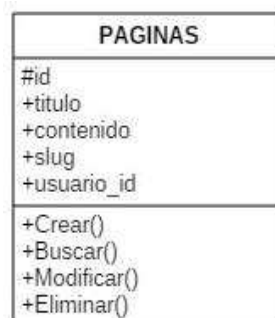 PAGINAS
#id
+titulo
+contenido
+slug
+usuario_id
+Crear()
+Buscar()
+Modificar()
+Eliminar()